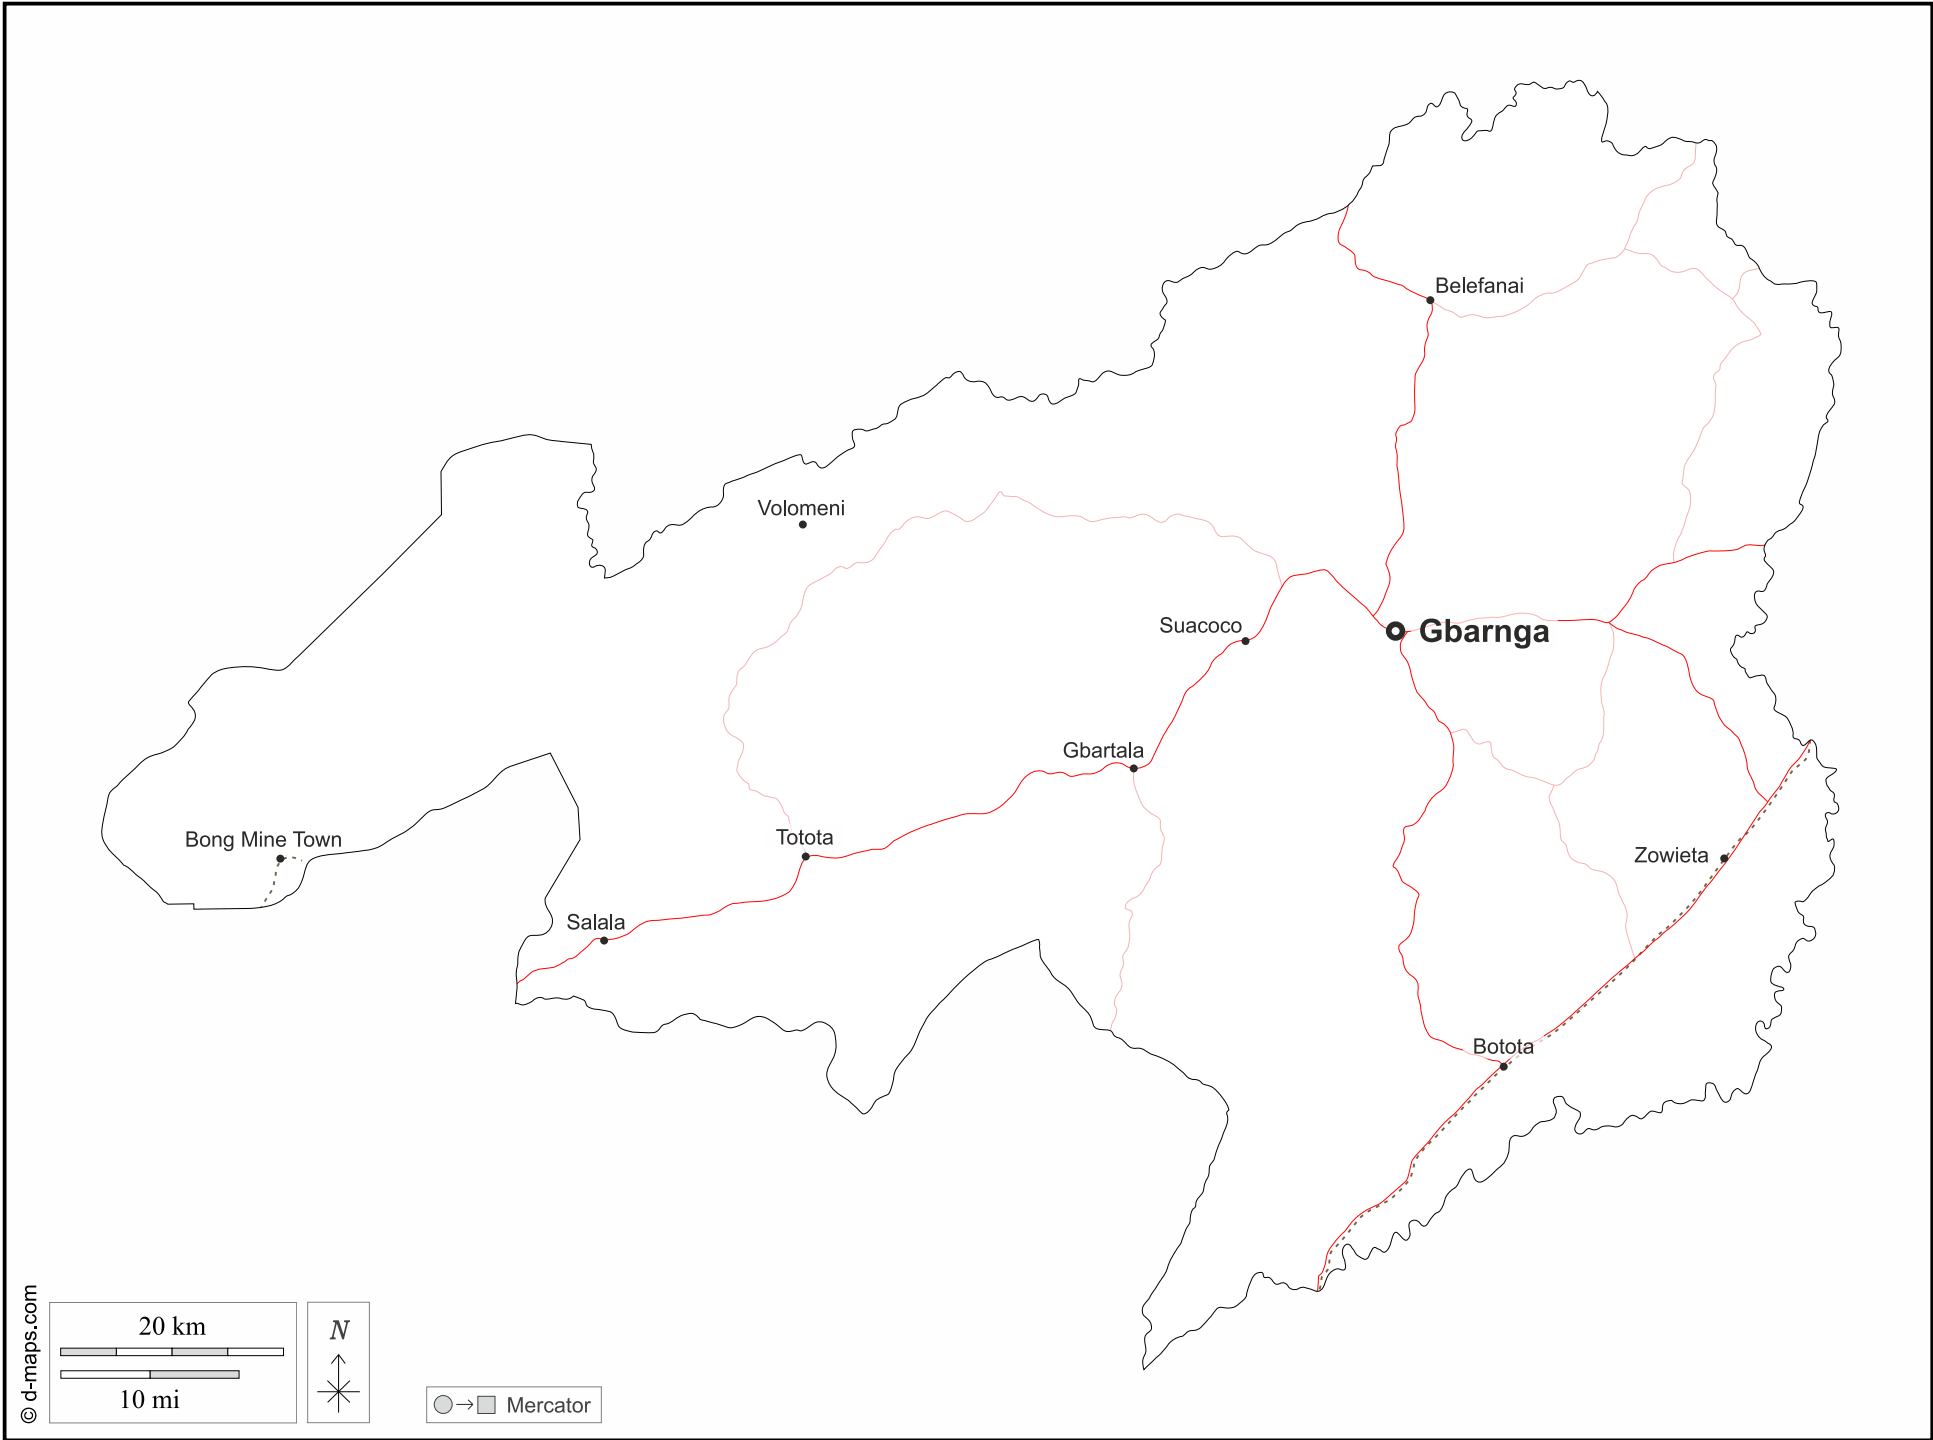 Belefanai
Volomeni
Suacoco
Gbarnga
Gbartala
Totota
Bong Mine Town
Zowieta
Salala
Botota
© d-maps.com
20 km
10 mi
N
Mercator